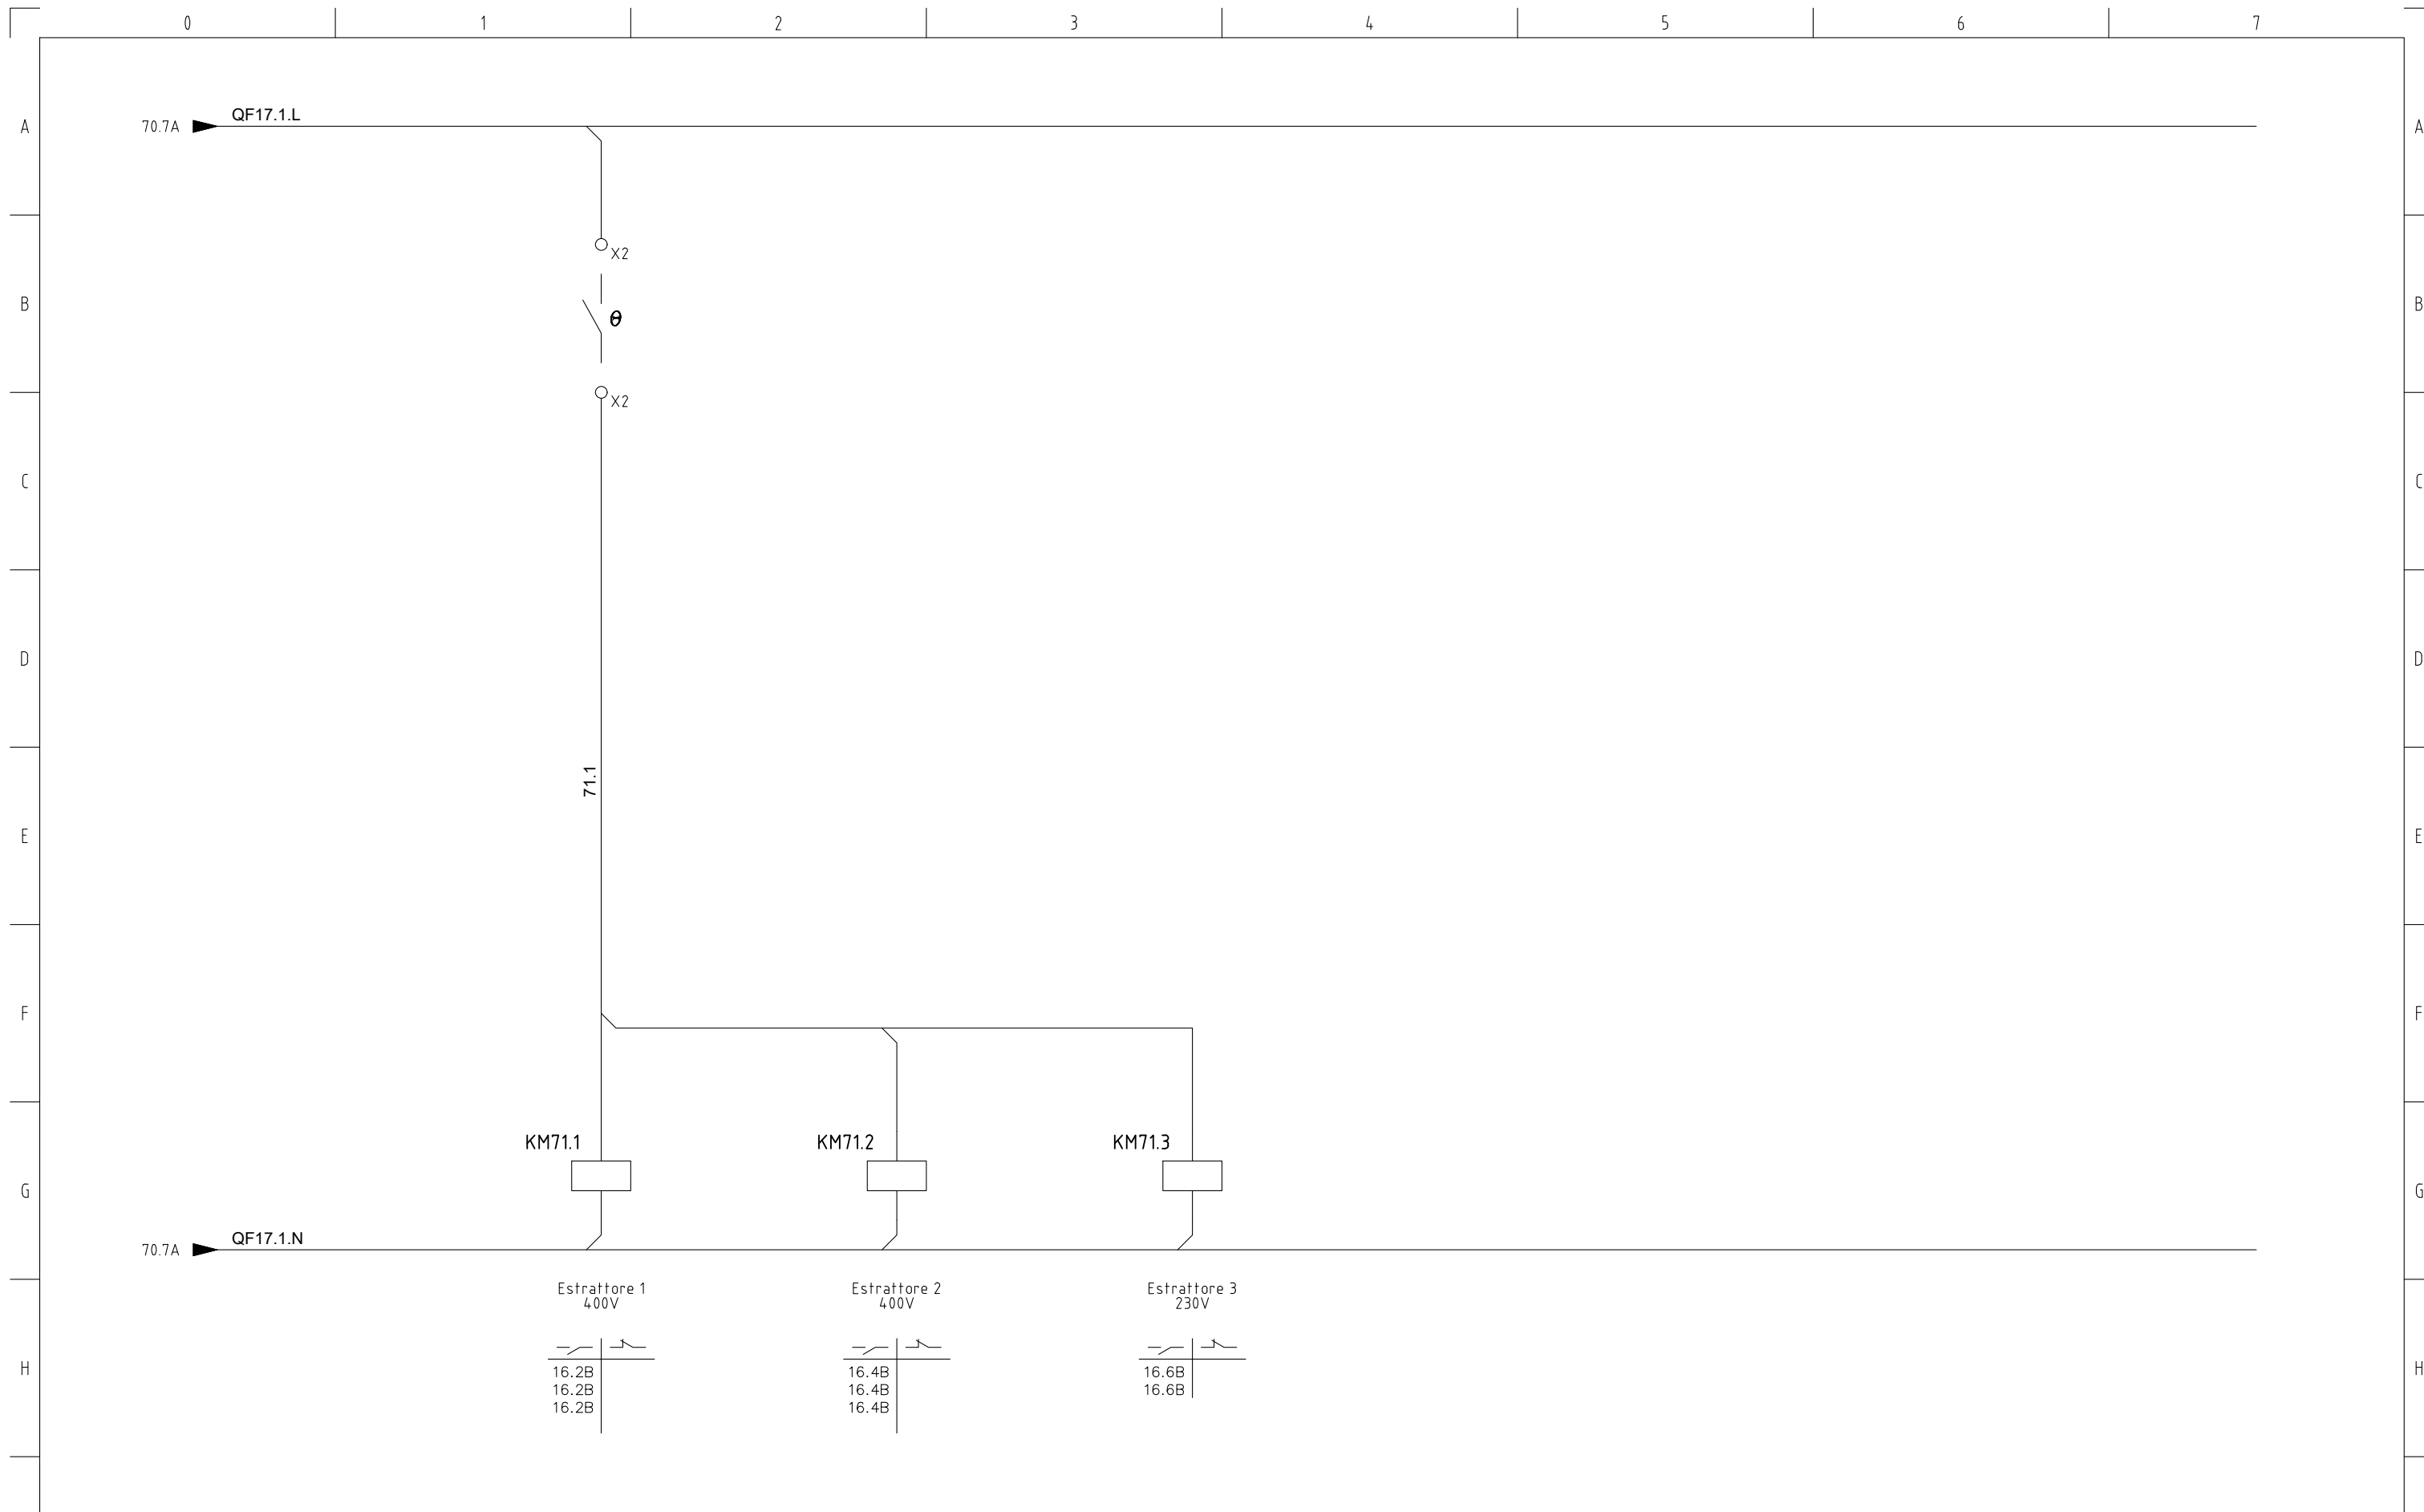 0 1 2 3 4 5 6 7
QF17.1.L
A 70.7A A
X2
B θ B
X2
C C
D D
71.1
E E
F F
KM71.1 KM71.2 KM71.3
G G
QF17.1.N
70.7A
Estrattore 1 Estrattore 2 Estrattore 3
400V 400V 230V
H 16.2B 16.4B 16.6B H
16.2B 16.4B 16.6B
16.2B 16.4B